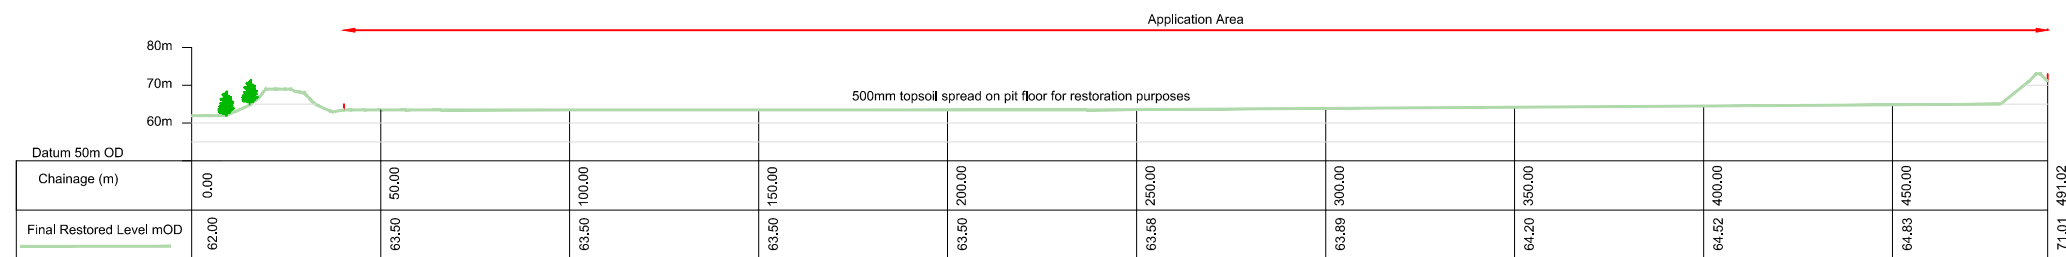 Application Area
80m
70m
500mm topsoil spread on pit floor for restoration purposes
60m
Datum 50m OD
Chainage (m) 0.00 50.00 100.00 150.00 200.00 250.00 300.00 350.00 400.00 450.00 491.02
Final Restored Level mOD 62.00 63.50 63.50 63.50 63.50 63.58 63.89 64.20 64.52 64.83 71.01